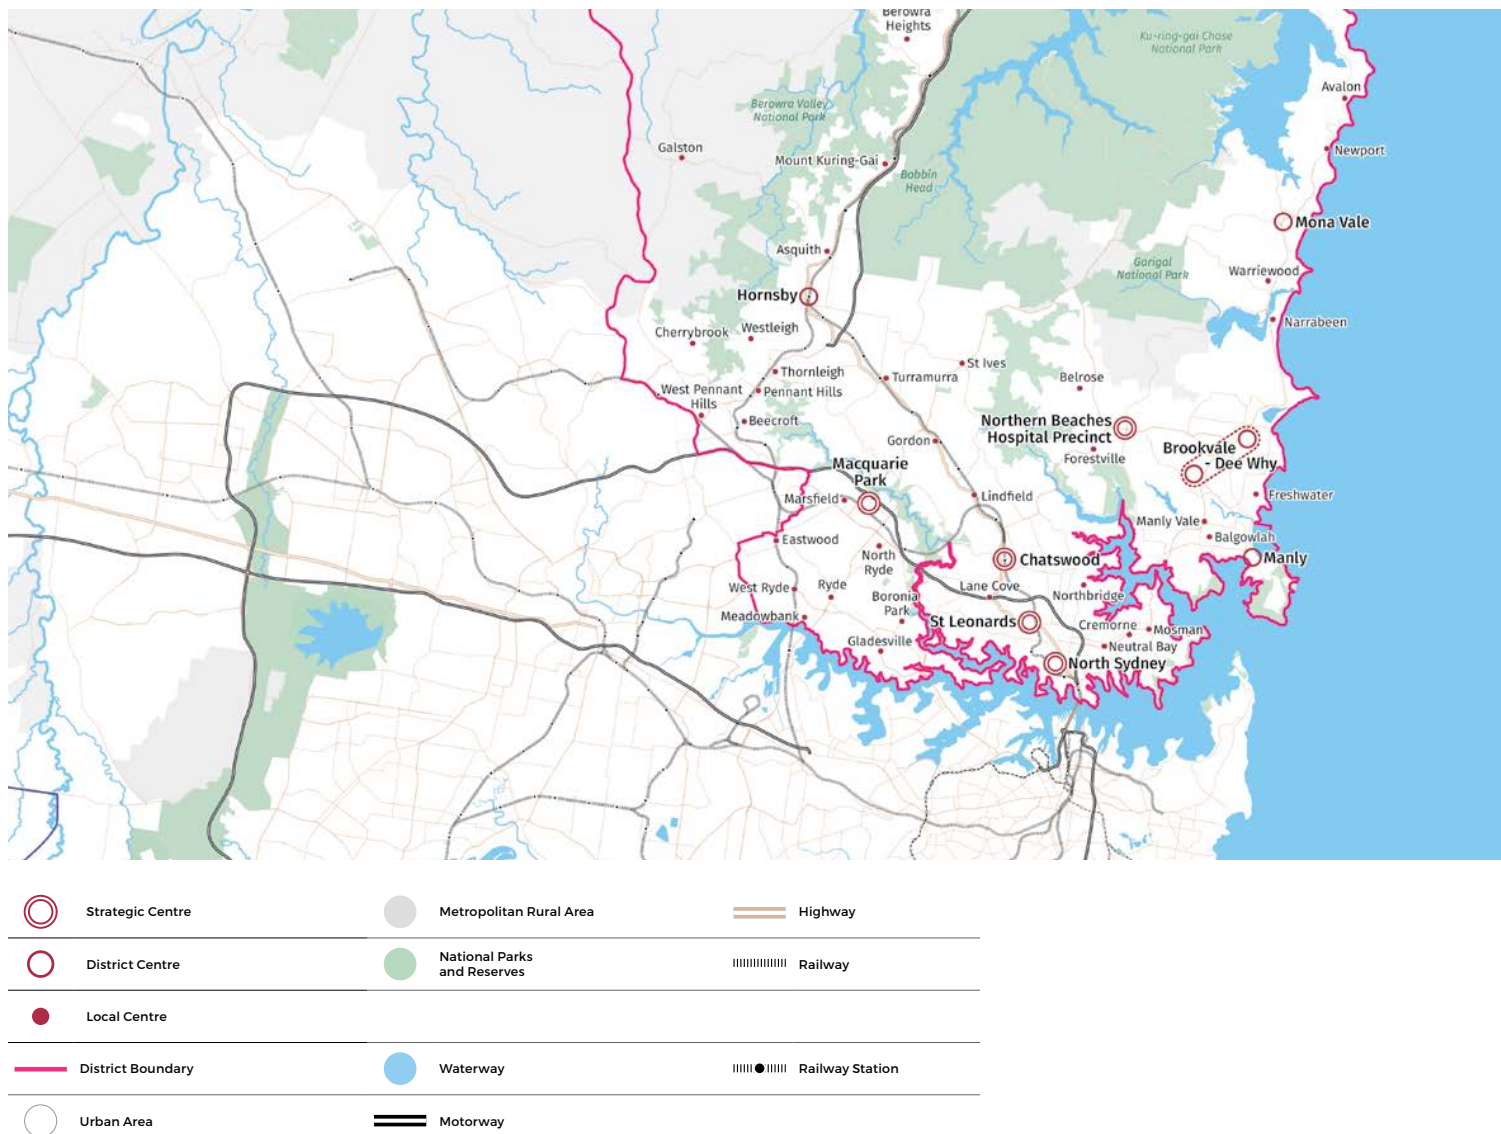 Berowra
Heights
Ku-ring-gai Chase
National Park
Avalon
Berowra Valley
National Park
Galston
Mount Kuring-Gai
Newport
Bobbin
Head
Mona Vale
Asquith
Garigal
National Park
Warriewood
Hornsby
Narrabeen
Cherrybrook
Westleigh
St Ives
Thornleigh
Turramurra
Belrose
West Pennant
Hills
Pennant Hills
Beecroft
Northern Beaches
Hospital Precinct
Gordon
Brookvale
- Dee Why
Forestville
Macquarie
Park
Marsfield
Lindfield
Freshwater
Manly Vale
Balgowlah
Eastwood
North
Ryde
Chatswood
Manly
West Ryde
Ryde
Boronia
Park
Lane Cove
Northbridge
Meadowbank
St Leonards
Cremorne
Mosman
Gladesville
Neutral Bay
North Sydney
Strategic Centre
Metropolitan Rural Area
Highway
District Centre
National Parks
and Reserves
Railway
Local Centre
District Boundary
Waterway
Railway Station
Urban Area
Motorway